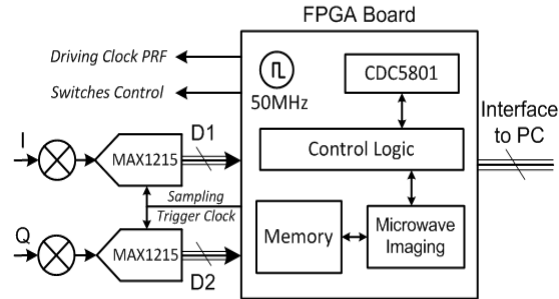 FPGA Board
Driving Clock PRF
Switches Control
50MHz
CDC5801
Interface
to PC
I
D1
MAX1215
Control Logic
Sampling
Trigger Clock
Q
MAX1215
D2
Memory
Microwave
Imaging